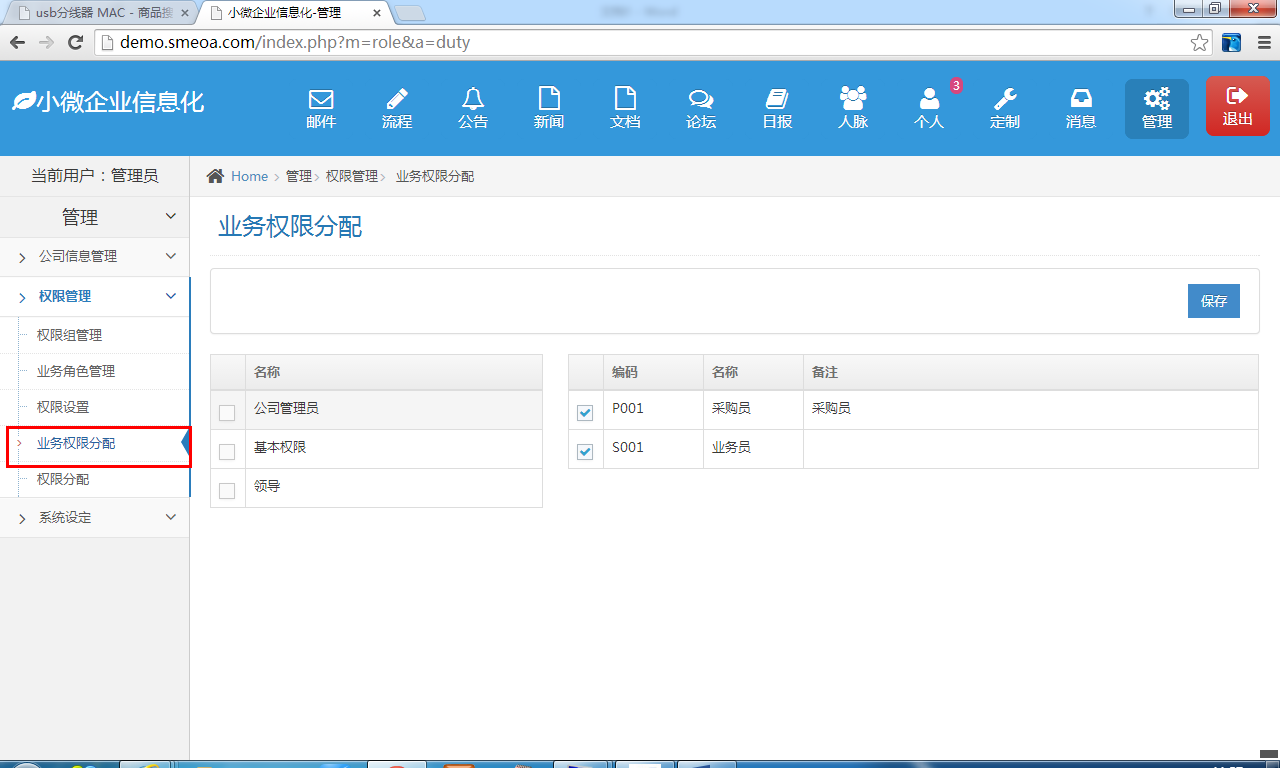 usb分线器 MAC - 商品搜
小微企业信息化-管理
demo.smeoa.com/index.php?m=role&a=duty
小微企业信息化
邮件
流程
公告
新闻
文档
论坛
日报
人脉
个人
3
定制
消息
管理
退出
当前用户：管理员
管理
公司信息管理
权限管理
权限组管理
业务角色管理
权限设置
业务权限分配
权限分配
系统设定
Home > 管理 > 权限管理 > 业务权限分配
业务权限分配
保存
名称
公司管理员
基本权限
领导
编码 名称 备注
P001 采购员 采购员
S001 业务员